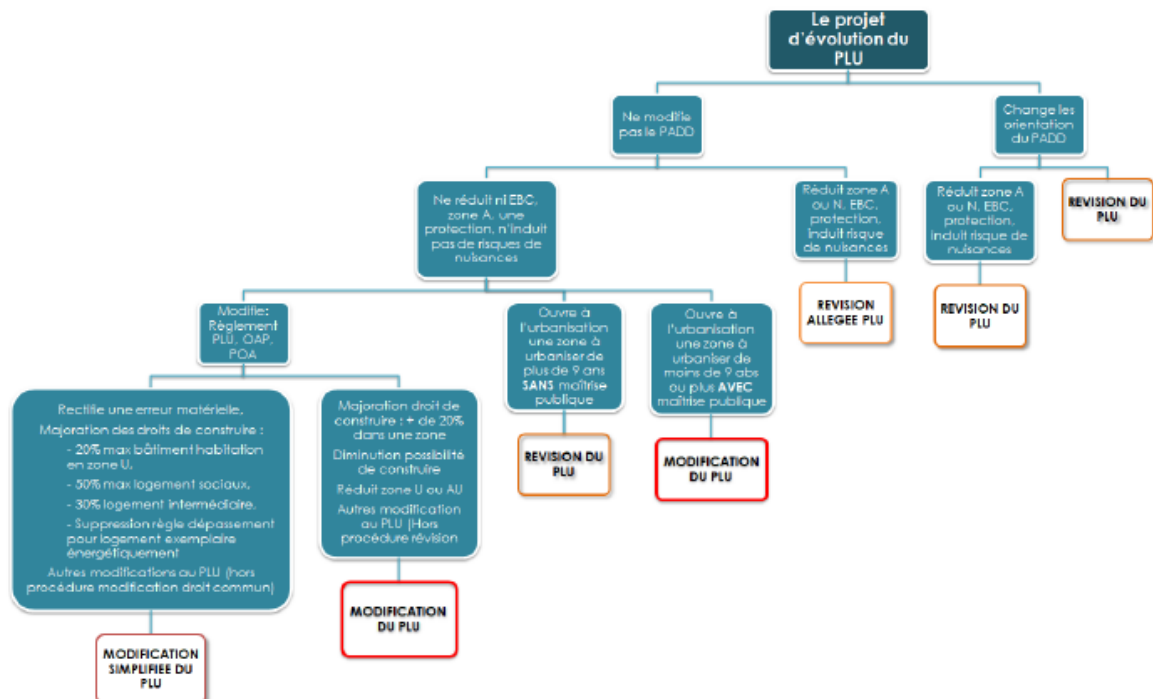 Le projet
d'évolution du
PLU
Ne modifie
pas le PADD
Change les
orientation
du PADD
Ne réduit ni EBC,
zone A, une
protection, n'induit
pas de risques de
nuisances
Réduit zone A
ou N, EBC,
protection,
induit risque
de nuisances
Réduit zone A
ou N, EBC,
protection,
induit risque de
nuisances
REVISION DU
PLU
REVISION
ALLEGEE PLU
REVISION DU
PLU
Modifie:
Règlement
PLU, OAP,
POA
Ouvre à
l'urbanisation
une zone à
urbaniser de
plus de 9 ans
SANS maîtrise
publique
Ouvre à
l'urbanisation
une zone à
urbaniser de
moins de 9 abs
ou plus AVEC
maîtrise publique
Rectifie une erreur matérielle,
Majoration des droits de construire :
- 20% max bâtiment habitation
en zone U,
- 50% max logement sociaux,
- 30% logement intermédiaire,
- Suppression règle dépassement
pour logement exemplaire
énergétiquement
Autres modifications au PLU (hors
procédure modification droit commun)
Majoration droit de
construire : + de 20%
dans une zone
Diminution possibilité
de construire
Réduit zone U ou AU
Autres modification
au PLU (Hors
procédure révision
REVISION DU
PLU
MODIFICATION
DU PLU
MODIFICATION
DU PLU
MODIFICATION
SIMPLIFIEE DU
PLU